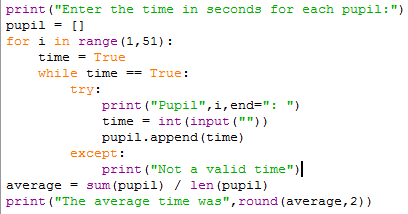 print("Enter the time in seconds for each pupil:")
pupil = []
for i in range(1,51):
    time = True
    while time == True:
        try:
            print("Pupil",i,end=": ")
            time = int(input(""))
            pupil.append(time)
        except:
            print("Not a valid time")
average = sum(pupil) / len(pupil)
print("The average time was",round(average,2))